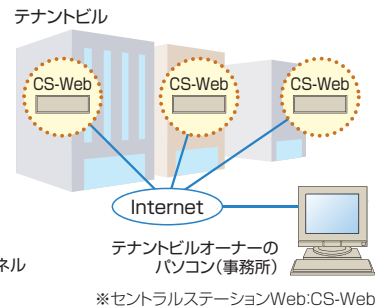 テナントビル
CS-Web
CS-Web
CS-Web
Internet
テナントビルオーナーの
パソコン(事務所)
ネル
※セントラルステーションWeb:CS-Web